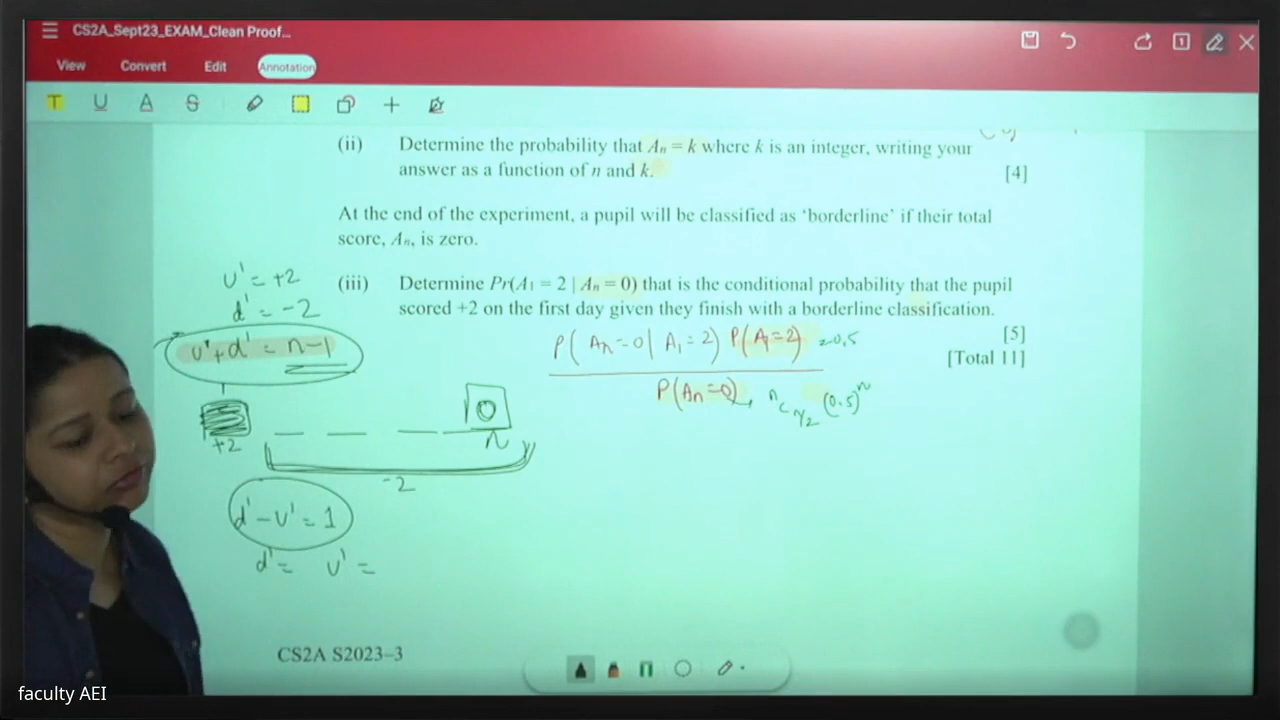 CS2A_Sept23_EXAM_Clean Proof...
View Convert Edit Annotation
T U A S
(ii) Determine the probability that An = k where k is an integer, writing your
answer as a function of n and k.
[4]
At the end of the experiment, a pupil will be classified as ‘borderline’ if their total
score, An, is zero.
(iii) Determine Pr(A1 = 2 | An = 0) that is the conditional probability that the pupil
scored +2 on the first day given they finish with a borderline classification.
[5]
[Total 11]
U' = +2
d' = -2
U'+d' = n-1
P(An=0 | A1=2) P(A1=2) =0.5
P(An=0) nCn/2 (0.5)^n
+2
0
n
-2
d'-U' = 1
d' = U' =
CS2A S2023–3
faculty AEI